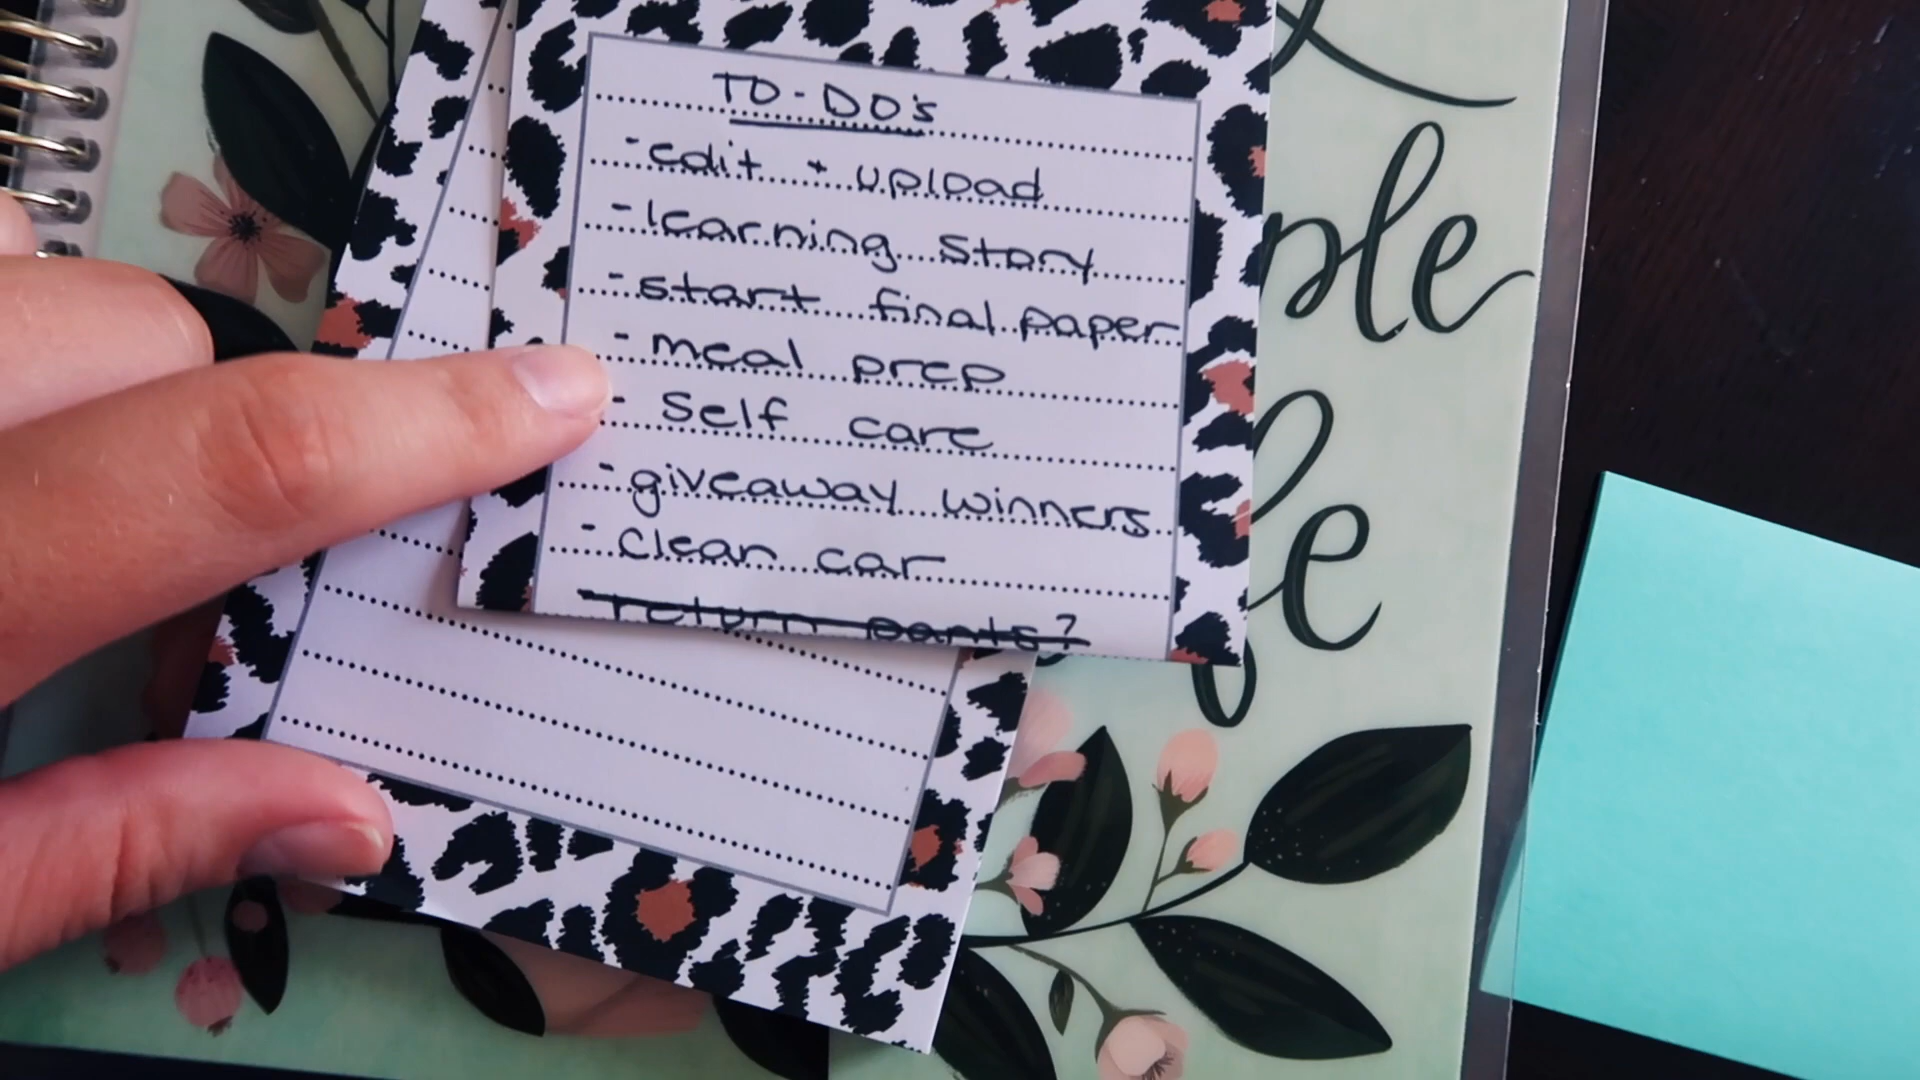 TO-DO's
- edit + upload
- learning story
- start final paper
- meal prep
- Self care
- giveaway winners
- clean car
- return pants?
ple